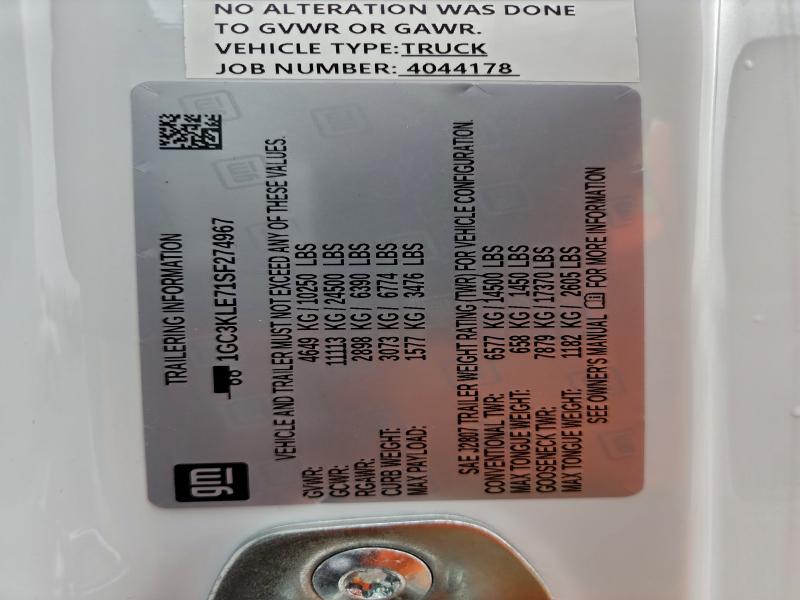 NO ALTERATION WAS DONE
TO GVWR OR GAWR.
VEHICLE TYPE:TRUCK
JOB NUMBER: 4044178
gm
TRAILERING INFORMATION
1GC3KLE71SF274967
VEHICLE AND TRAILER MUST NOT EXCEED ANY OF THESE VALUES.
GVWR: 4649 KG / 10250 LBS
GCWR: 11113 KG / 24500 LBS
RGAWR: 2898 KG / 6390 LBS
CURB WEIGHT: 3073 KG / 6774 LBS
MAX PAYLOAD: 1577 KG / 3476 LBS
SAE J2807 TRAILER WEIGHT RATING (TWR) FOR VEHICLE CONFIGURATION.
CONVENTIONAL TWR: 6577 KG / 14500 LBS
MAX TONGUE WEIGHT: 658 KG / 1450 LBS
GOOSENECK TWR: 7879 KG / 17370 LBS
MAX TONGUE WEIGHT: 1182 KG / 2605 LBS
SEE OWNER'S MANUAL FOR MORE INFORMATION